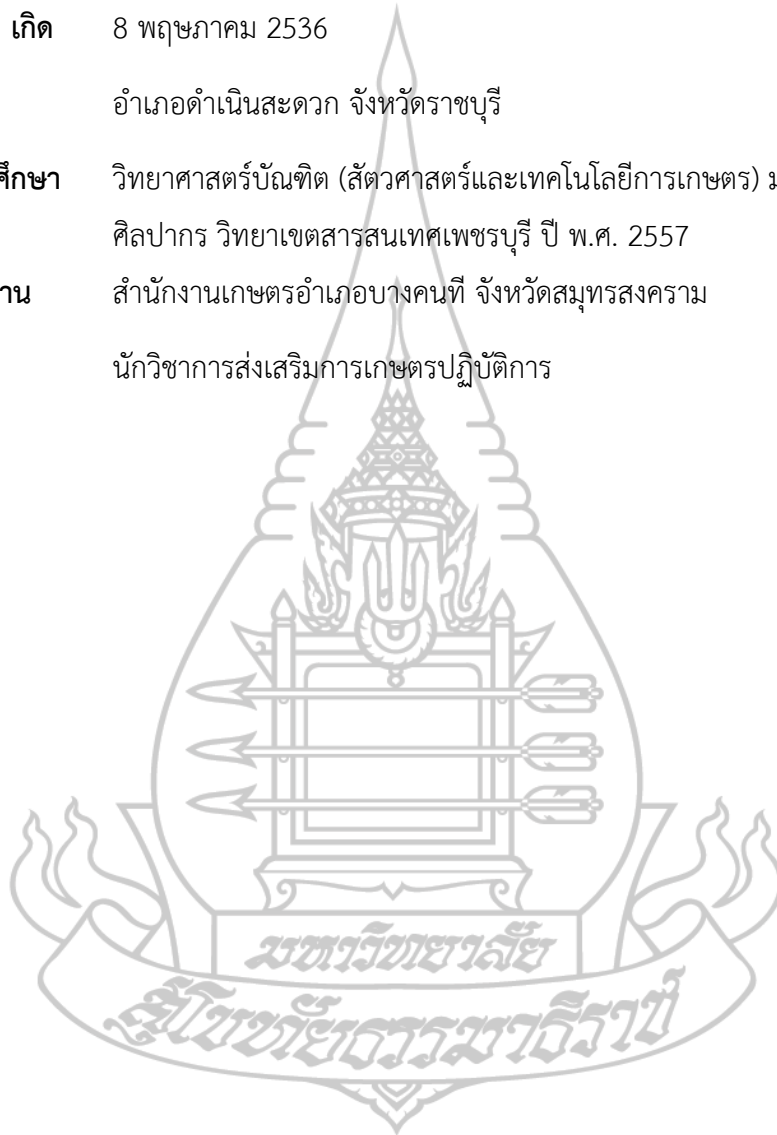 เกิด 8 พฤษภาคม 2536
อำเภอดำเนินสะดวก จังหวัดราชบุรี
ศึกษา วิทยาศาสตร์บัณฑิต (สัตวศาสตร์และเทคโนโลยีการเกษตร) ม
ศิลปากร วิทยาเขตสารสนเทศเพชรบุรี ปี พ.ศ. 2557
าน สำนักงานเกษตรอำเภอบางคนที จังหวัดสมุทรสงคราม
นักวิชาการส่งเสริมการเกษตรปฏิบัติการ
มหาวิทยาลัย
สุโขทัยธรรมาธิราช